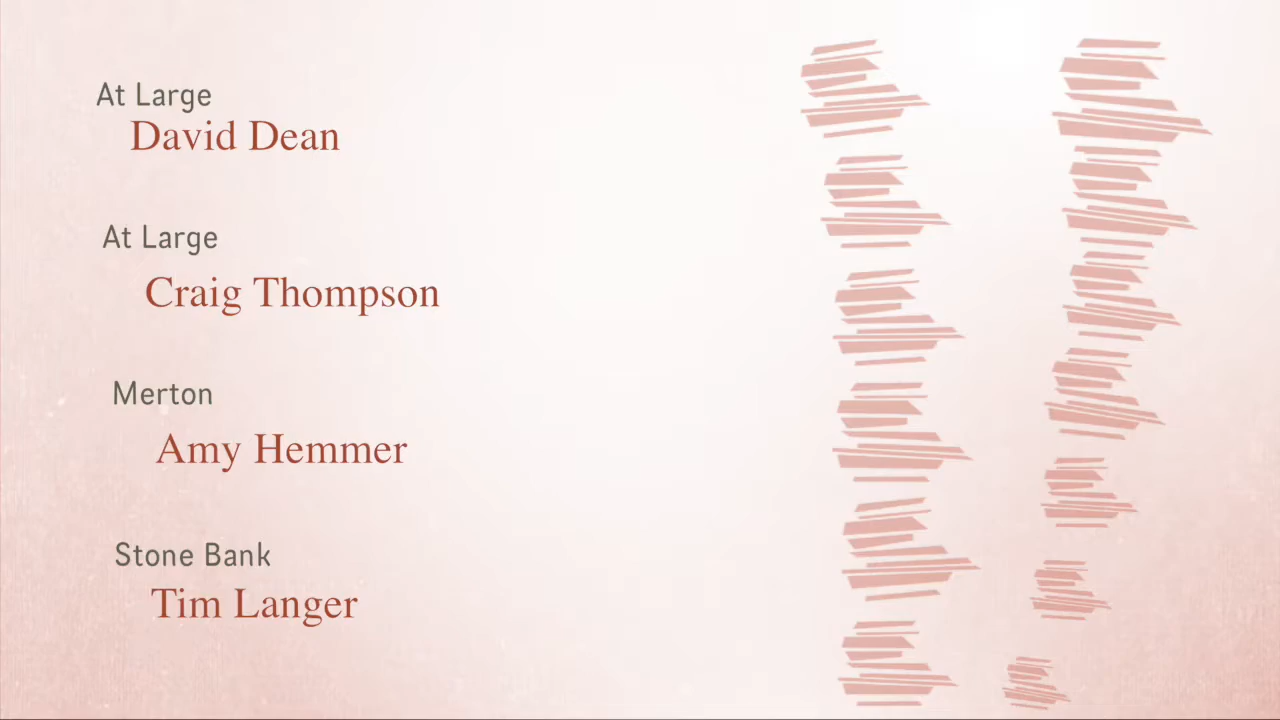 At Large
David Dean
At Large
Craig Thompson
Merton
Amy Hemmer
Stone Bank
Tim Langer